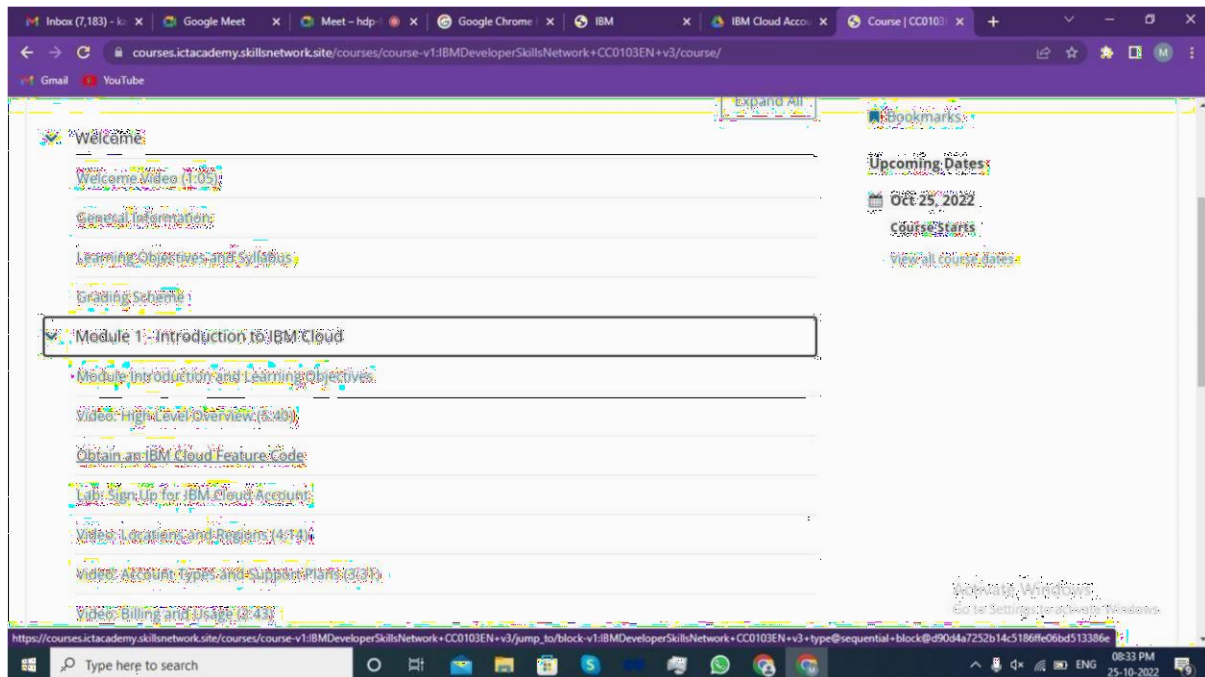 Inbox (7,183) - k
Google Meet
Meet – hdp-
Google Chrome
IBM
IBM Cloud Accou
Course | CC0103
courses.ictacademy.skillsnetwork.site/courses/course-v1:IBMDeveloperSkillsNetwork+CC0103EN+v3/course/
M
Gmail
YouTube
Expand All
Bookmarks
Welcome
Welcome Video (1:05)
General Information
Learning Objectives and Syllabus
Grading Scheme
Module 1 - Introduction to IBM Cloud
Module Introduction and Learning Objectives
Video: High Level Overview (5:40)
Obtain an IBM Cloud Feature Code
Lab: Sign Up for IBM Cloud Account
Video: Locations and Regions (4:14)
Video: Account Types and Support Plans (3:31)
Video: Billing and Usage (2:43)
Upcoming Dates
Oct 25, 2022
Course Starts
View all course dates
Activate Windows
Go to Settings to activate Windows.
https://courses.ictacademy.skillsnetwork.site/courses/course-v1:IBMDeveloperSkillsNetwork+CC0103EN+v3/jump_to/block-v1:IBMDeveloperSkillsNetwork+CC0103EN+v3+type@sequential+block@d90d4a7252b14c5186ffe06bd513386e
Type here to search
ENG
08:33 PM
25-10-2022